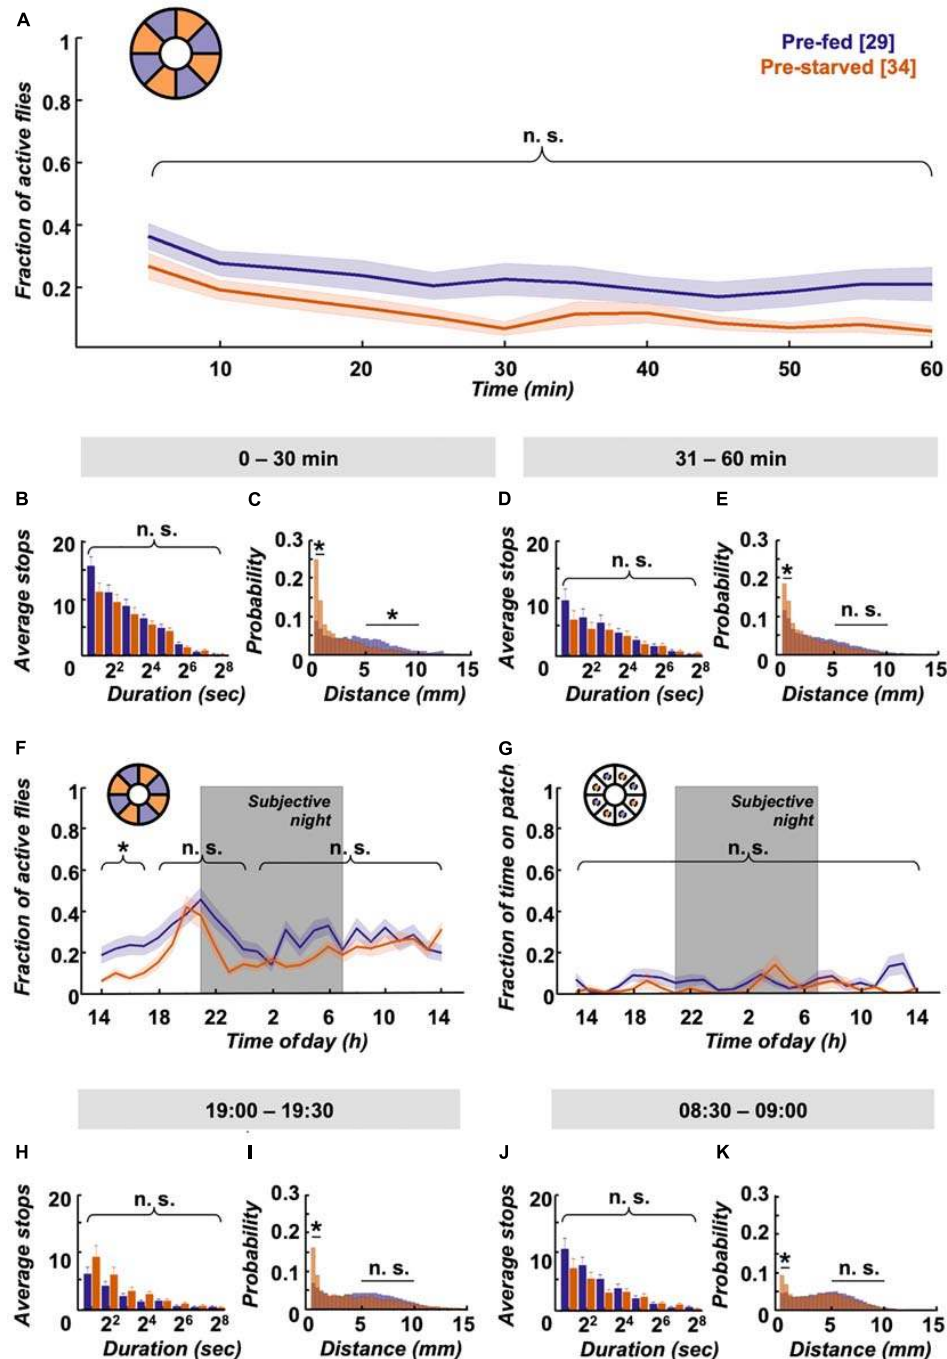 A
Pre-fed [29]
Pre-starved [34]
Fraction of active flies
1
0.8
0.6
0.4
0.2
n. s.
10 20 30 40 50 60
Time (min)
0 – 30 min
31 – 60 min
B
Average stops
20
10
0
n. s.
2² 2⁴ 2⁶ 2⁸
Duration (sec)
C
Probability
0.3
0.2
0.1
0
*
*
0 5 10 15
Distance (mm)
D
Average stops
20
10
0
n. s.
2² 2⁴ 2⁶ 2⁸
Duration (sec)
E
Probability
0.3
0.2
0.1
0
*
n. s.
0 5 10 15
Distance (mm)
F
Fraction of active flies
1
0.8
0.6
0.4
0.2
0
Subjective
night
*
n. s.
n. s.
14 18 22 2 6 10 14
Time of day (h)
G
Fraction of time on patch
1
0.8
0.6
0.4
0.2
0
Subjective
night
n. s.
14 18 22 2 6 10 14
Time of day (h)
19:00 – 19:30
08:30 – 09:00
H
Average stops
20
10
0
n. s.
2² 2⁴ 2⁶ 2⁸
Duration (sec)
I
Probability
0.3
0.2
0.1
0
*
n. s.
0 5 10 15
Distance (mm)
J
Average stops
20
10
0
n. s.
2² 2⁴ 2⁶ 2⁸
Duration (sec)
K
Probability
0.3
0.2
0.1
0
*
n. s.
0 5 10 15
Distance (mm)